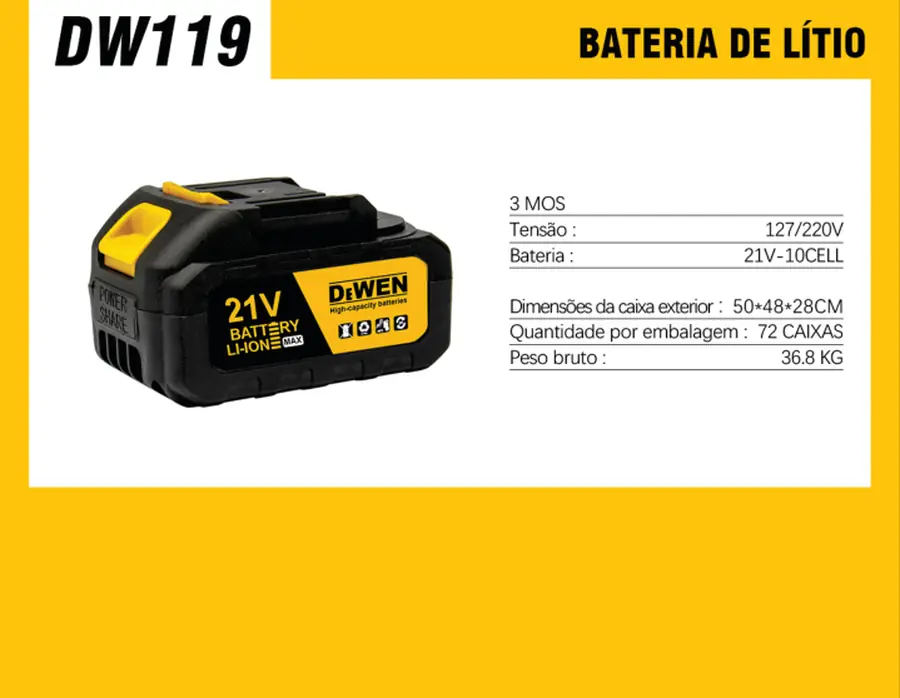 DW119
BATERIA DE LÍTIO
3 MOS
Tensão : 127/220V
Bateria : 21V-10CELL
Dimensões da caixa exterior : 50*48*28CM
Quantidade por embalagem : 72 CAIXAS
Peso bruto : 36.8 KG
POWER
SHARE
21V
BATTERY
LI-ION MAX
DEWEN
High-capacity batteries